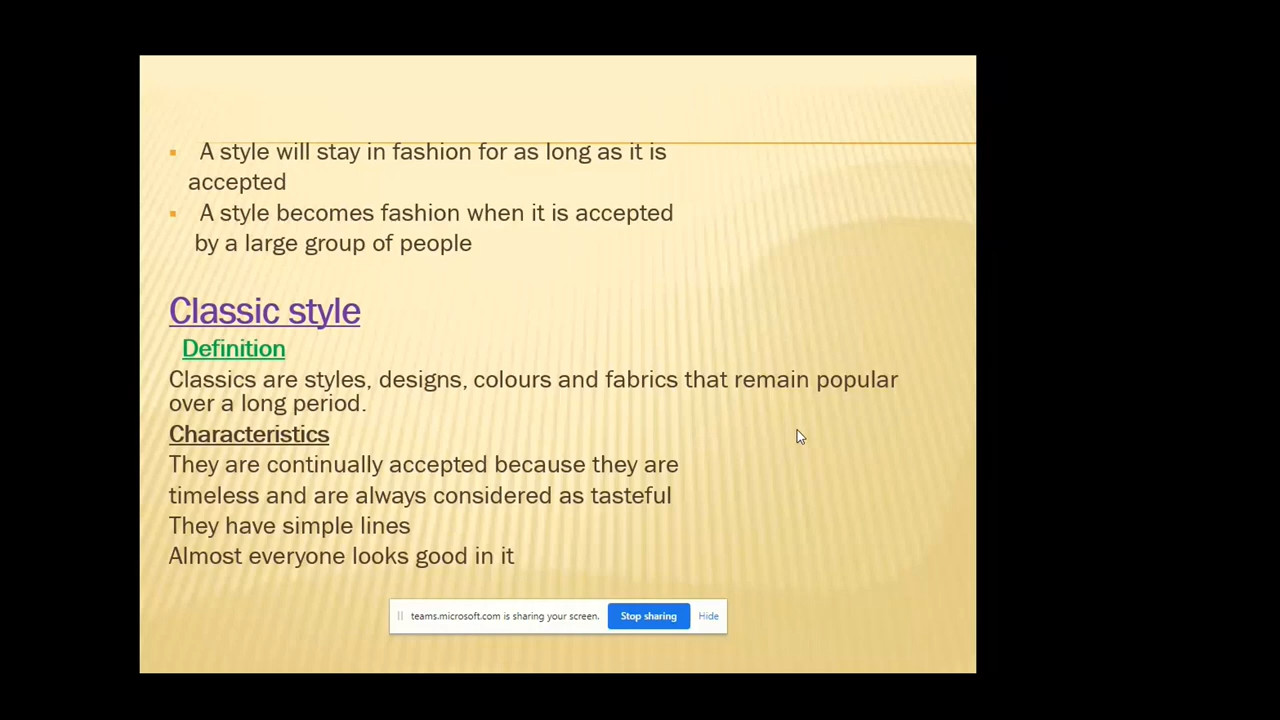 ▪ A style will stay in fashion for as long as it is
accepted
▪ A style becomes fashion when it is accepted
by a large group of people
Classic style
Definition
Classics are styles, designs, colours and fabrics that remain popular
over a long period.
Characteristics
They are continually accepted because they are
timeless and are always considered as tasteful
They have simple lines
Almost everyone looks good in it
teams.microsoft.com is sharing your screen. Stop sharing Hide